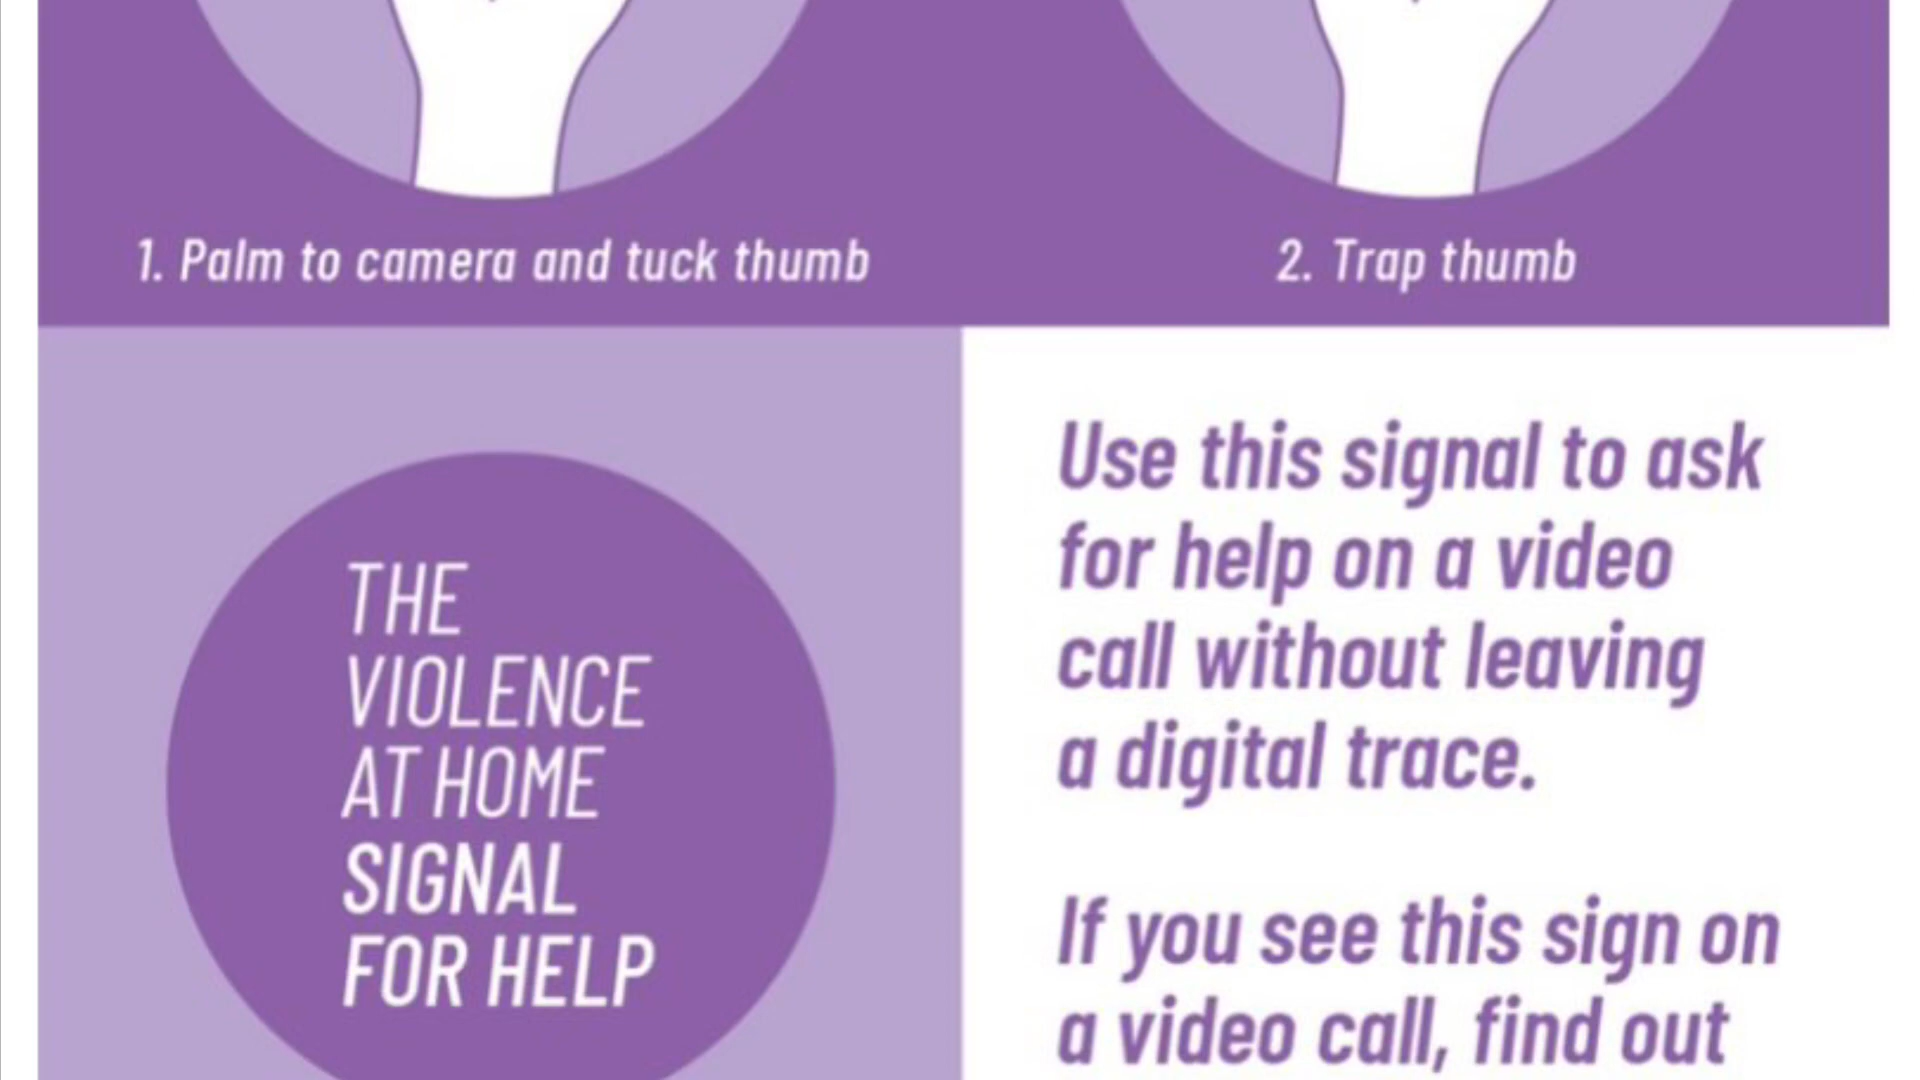 1. Palm to camera and tuck thumb
2. Trap thumb
THE
VIOLENCE
AT HOME
SIGNAL
FOR HELP
Use this signal to ask
for help on a video
call without leaving
a digital trace.
If you see this sign on
a video call, find out